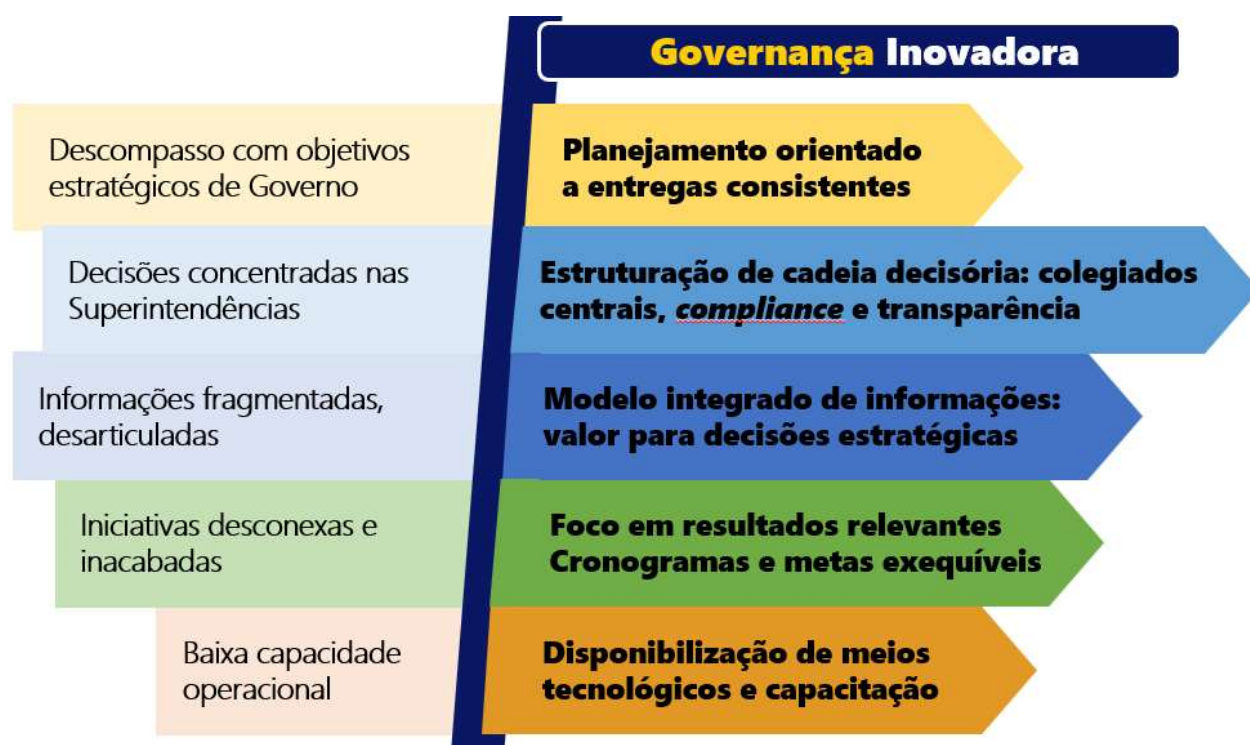 Governança Inovadora
Descompasso com objetivos
estratégicos de Governo
Planejamento orientado
a entregas consistentes
Decisões concentradas nas
Superintendências
Estruturação de cadeia decisória: colegiados
centrais, compliance e transparência
Informações fragmentadas,
desarticuladas
Modelo integrado de informações:
valor para decisões estratégicas
Iniciativas desconexas e
inacabadas
Foco em resultados relevantes
Cronogramas e metas exequíveis
Baixa capacidade
operacional
Disponibilização de meios
tecnológicos e capacitação